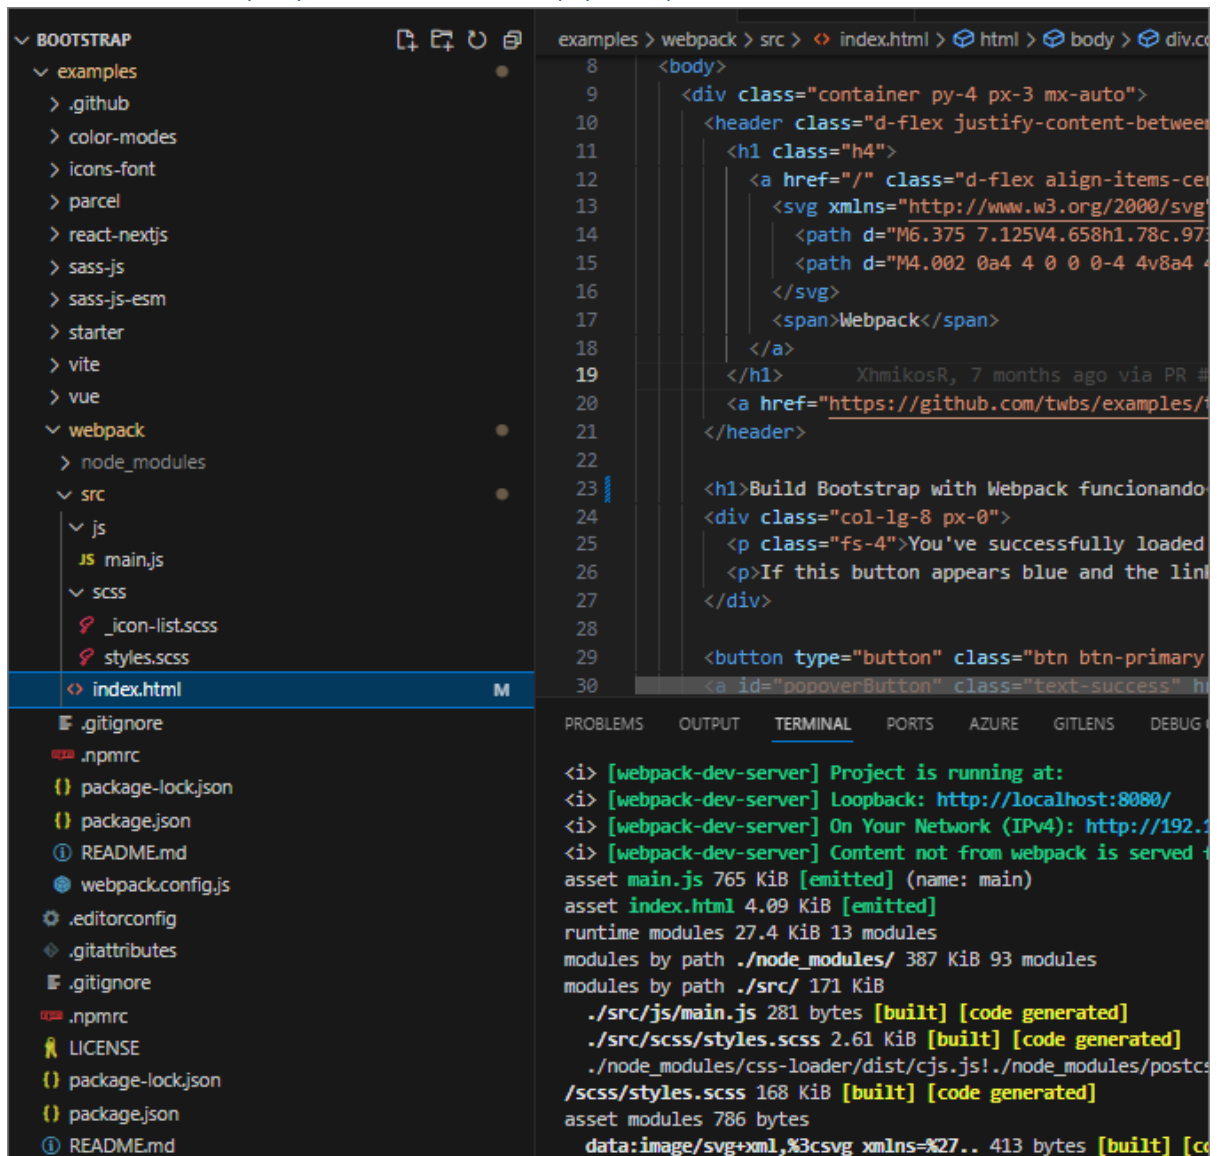 BOOTSTRAP
examples
.github
color-modes
icons-font
parcel
react-nextjs
sass-js
sass-js-esm
starter
vite
vue
webpack
node_modules
src
js
JS main.js
scss
_icon-list.scss
styles.scss
<> index.html M
.gitignore
.npmrc
{} package-lock.json
{} package.json
README.md
webpack.config.js
.editorconfig
.gitattributes
.gitignore
.npmrc
LICENSE
{} package-lock.json
{} package.json
README.md
examples > webpack > src > <> index.html > html > body > div.co
8 <body>
9 <div class="container py-4 px-3 mx-auto">
10 <header class="d-flex justify-content-between
11 <h1 class="h4">
12 <a href="/" class="d-flex align-items-cen
13 <svg xmlns="http://www.w3.org/2000/svg"
14 <path d="M6.375 7.125V4.658h1.78c.973
15 <path d="M4.002 0a4 4 0 0 0-4 4v8a4 4
16 </svg>
17 <span>Webpack</span>
18 </a>
19 </h1> XhmikosR, 7 months ago via PR #
20 <a href="https://github.com/twbs/examples/t
21 </header>
22
23 <h1>Build Bootstrap with Webpack funcionando<
24 <div class="col-lg-8 px-0">
25 <p class="fs-4">You've successfully loaded
26 <p>If this button appears blue and the link
27 </div>
28
29 <button type="button" class="btn btn-primary
30 <a id="popoverButton" class="text-success" hr
PROBLEMS OUTPUT TERMINAL PORTS AZURE GITLENS DEBUG C
<i> [webpack-dev-server] Project is running at:
<i> [webpack-dev-server] Loopback: http://localhost:8080/
<i> [webpack-dev-server] On Your Network (IPv4): http://192.1
<i> [webpack-dev-server] Content not from webpack is served f
asset main.js 765 KiB [emitted] (name: main)
asset index.html 4.09 KiB [emitted]
runtime modules 27.4 KiB 13 modules
modules by path ./node_modules/ 387 KiB 93 modules
modules by path ./src/ 171 KiB
./src/js/main.js 281 bytes [built] [code generated]
./src/scss/styles.scss 2.61 KiB [built] [code generated]
./node_modules/css-loader/dist/cjs.js!./node_modules/postcs
/scss/styles.scss 168 KiB [built] [code generated]
asset modules 786 bytes
data:image/svg+xml,%3csvg xmlns=%27.. 413 bytes [built] [co